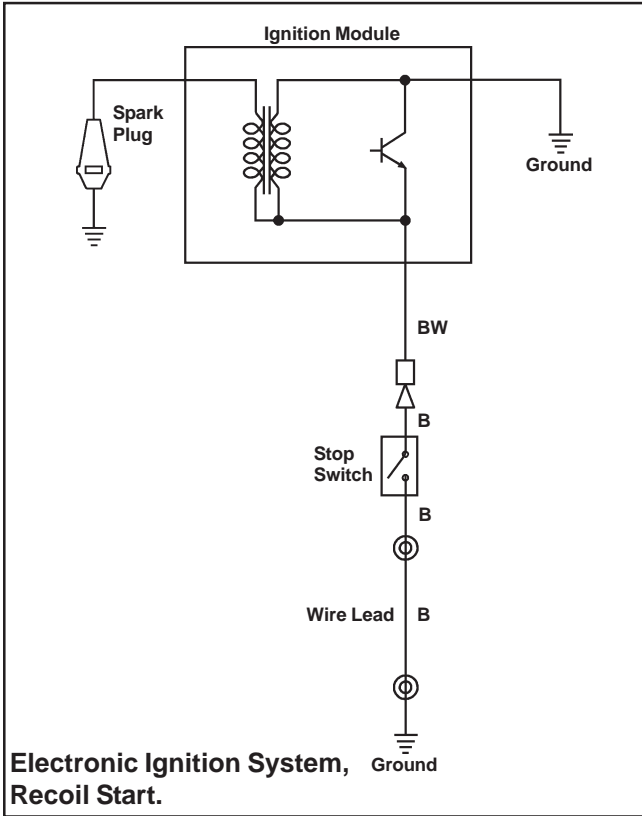 Ignition Module
Spark
Plug
Ground
BW
B
Stop
Switch
B
Wire Lead
B
Ground
Electronic Ignition System,
Recoil Start.